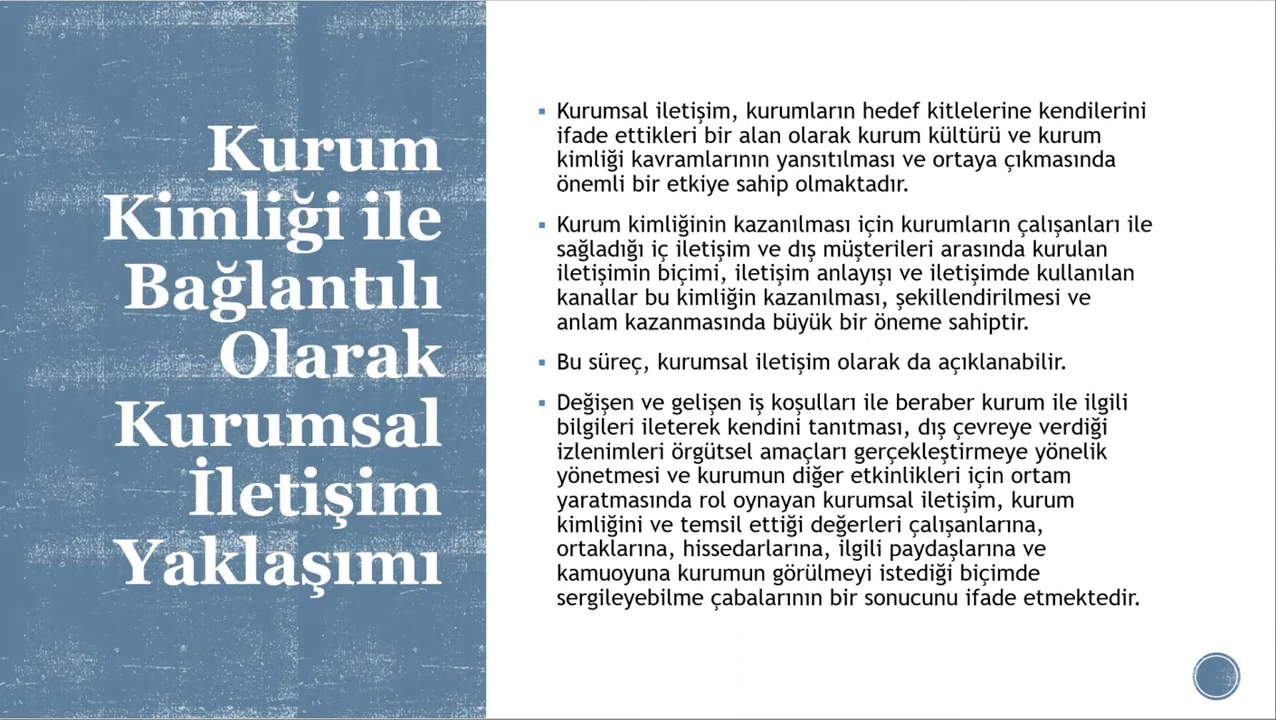 Kurum
Kimliği ile
Bağlantılı
Olarak
Kurumsal
İletişim
Yaklaşımı
Kurumsal iletişim, kurumların hedef kitlelerine kendilerini
ifade ettikleri bir alan olarak kurum kültürü ve kurum
kimliği kavramlarının yansıtılması ve ortaya çıkmasında
önemli bir etkiye sahip olmaktadır.
Kurum kimliğinin kazanılması için kurumların çalışanları ile
sağladığı iç iletişim ve dış müşterileri arasında kurulan
iletişimin biçimi, iletişim anlayışı ve iletişimde kullanılan
kanallar bu kimliğin kazanılması, şekillendirilmesi ve
anlam kazanmasında büyük bir öneme sahiptir.
Bu süreç, kurumsal iletişim olarak da açıklanabilir.
Değişen ve gelişen iş koşulları ile beraber kurum ile ilgili
bilgileri ileterek kendini tanıtması, dış çevreye verdiği
izlenimleri örgütsel amaçları gerçekleştirmeye yönelik
yönetmesi ve kurumun diğer etkinlikleri için ortam
yaratmasında rol oynayan kurumsal iletişim, kurum
kimliğini ve temsil ettiği değerleri çalışanlarına,
ortaklarına, hissedarlarına, ilgili paydaşlarına ve
kamuoyuna kurumun görülmeyi istediği biçimde
sergileyebilme çabalarının bir sonucunu ifade etmektedir.